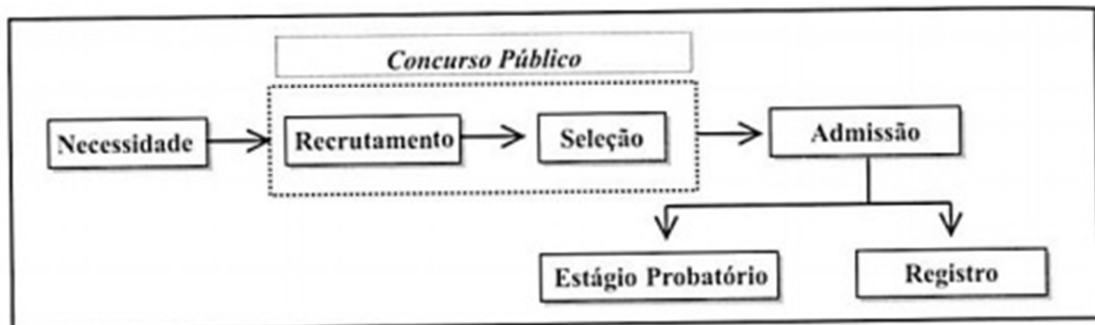 Concurso Público
Necessidade
Recrutamento
Seleção
Admissão
Estágio Probatório
Registro